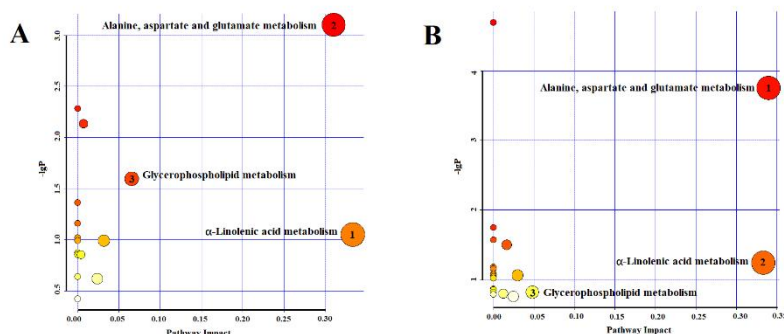 A
Alanine, aspartate and glutamate metabolism
2
3.0
2.5
2.0
-lgP
3
Glycerophospholipid metabolism
1.5
α-Linolenic acid metabolism
1
1.0
0.5
0.00 0.05 0.10 0.15 0.20 0.25 0.30
Pathway Impact
B
4
Alanine, aspartate and glutamate metabolism
1
3
-lgP
2
α-Linolenic acid metabolism
2
1
3
Glycerophospholipid metabolism
0.00 0.05 0.10 0.15 0.20 0.25 0.30 0.35
Pathway Impact